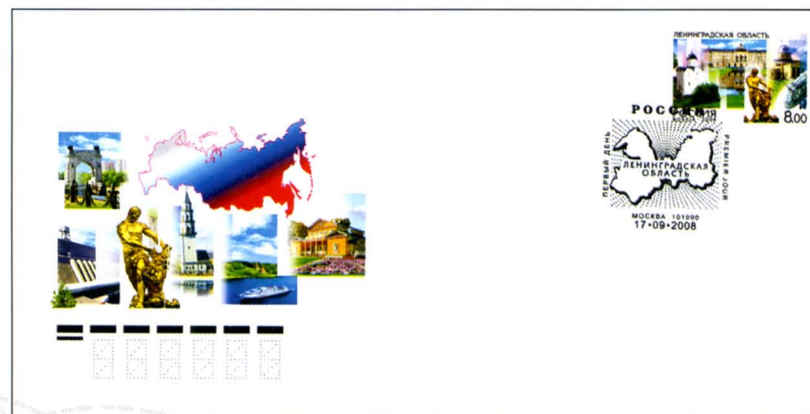 ЛЕНИНГРАДСКАЯ ОБЛАСТЬ
8.00
РОССИЯ
ПЕРВЫЙ ДЕНЬ
PREMIER JOUR
ЛЕНИНГРАДСКАЯ
ОБЛАСТЬ
МОСКВА 101000
17•09•2008